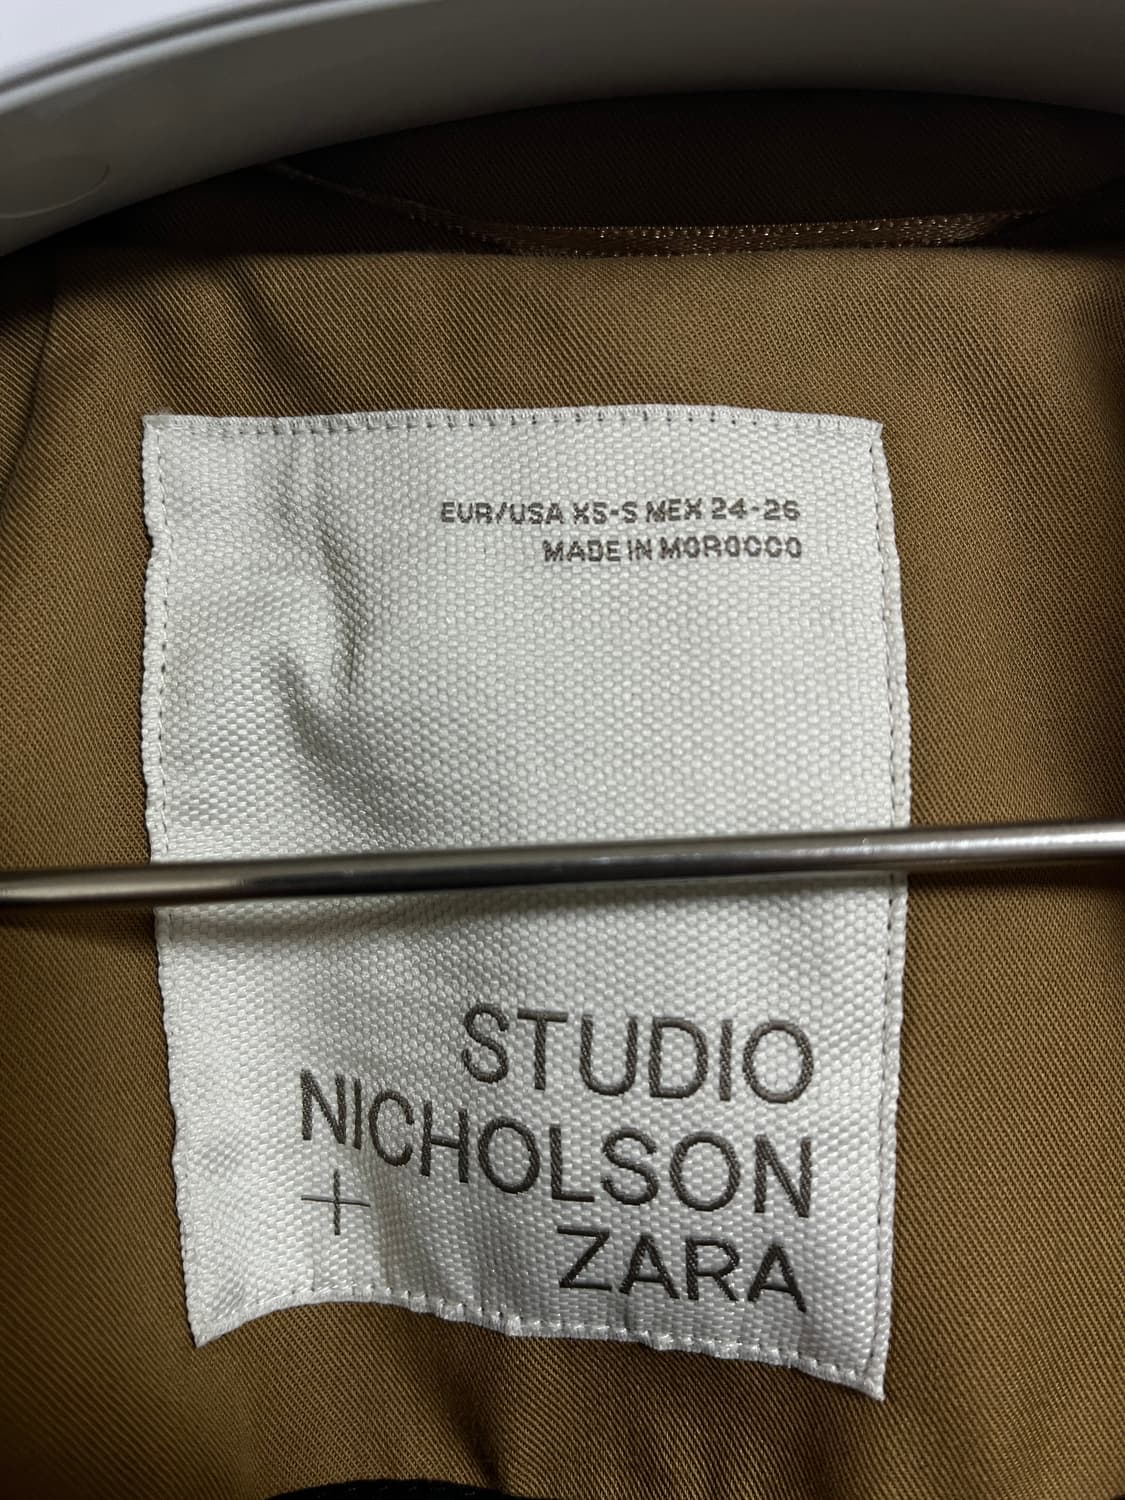 EUR/USA XS-S MEX 24-26
MADE IN MOROCCO
STUDIO
NICHOLSON
+
ZARA